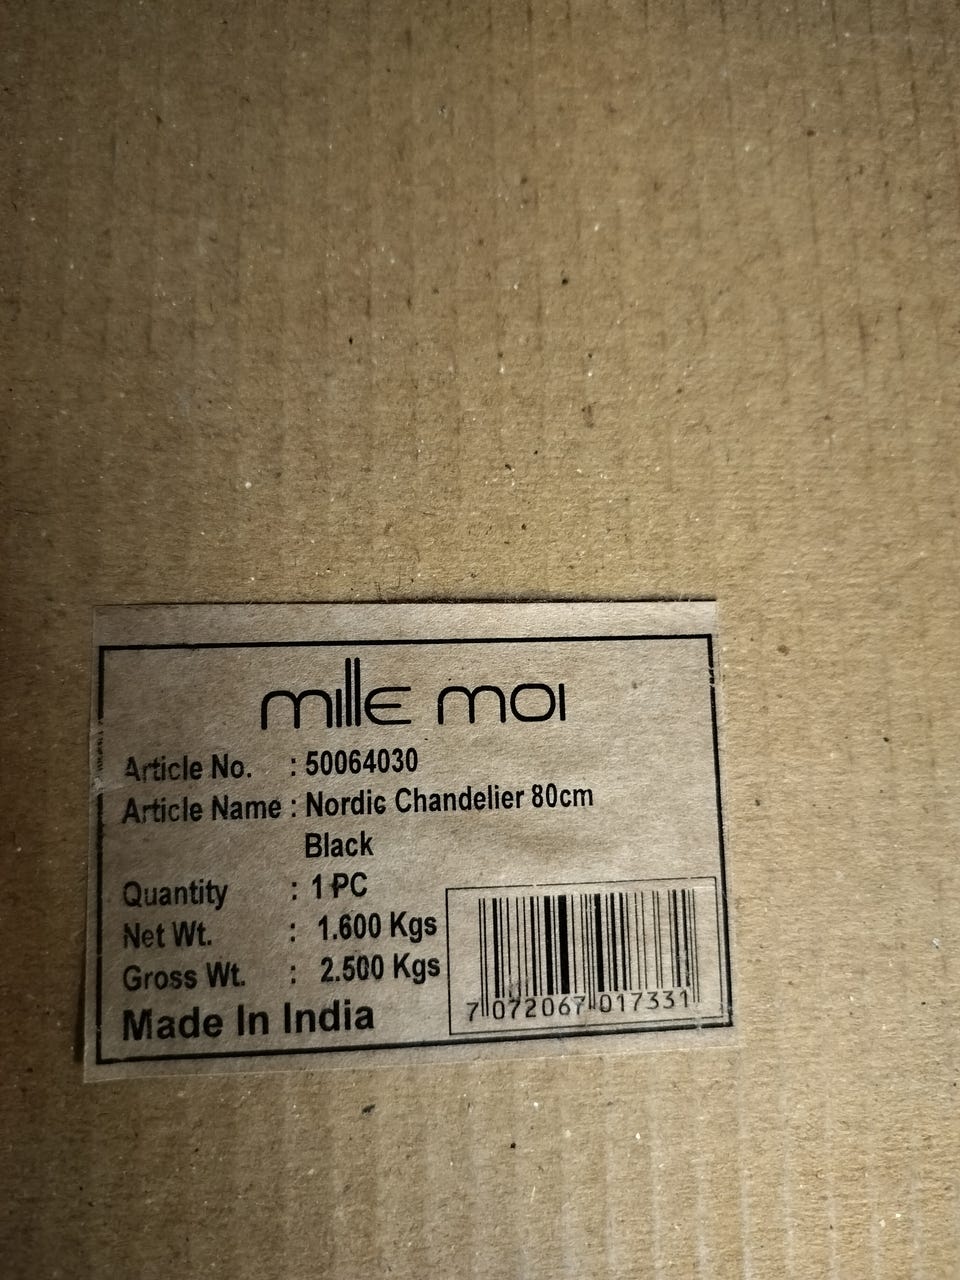 mille moi
Article No. : 50064030
Article Name : Nordic Chandelier 80cm
Black
Quantity : 1 PC
Net Wt. : 1.600 Kgs
Gross Wt. : 2.500 Kgs
Made In India
7 072067 017331